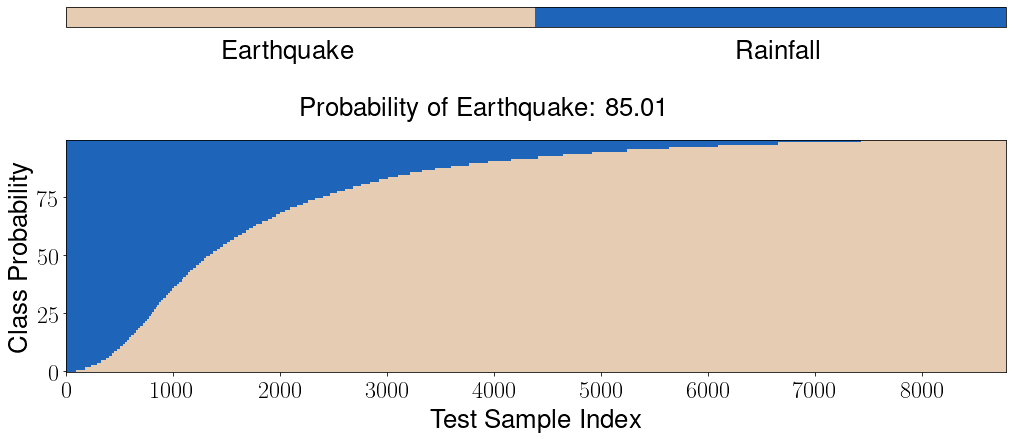 Earthquake Rainfall
Probability of Earthquake: 85.01
Class Probability
75
50
25
0
0 1000 2000 3000 4000 5000 6000 7000 8000
Test Sample Index